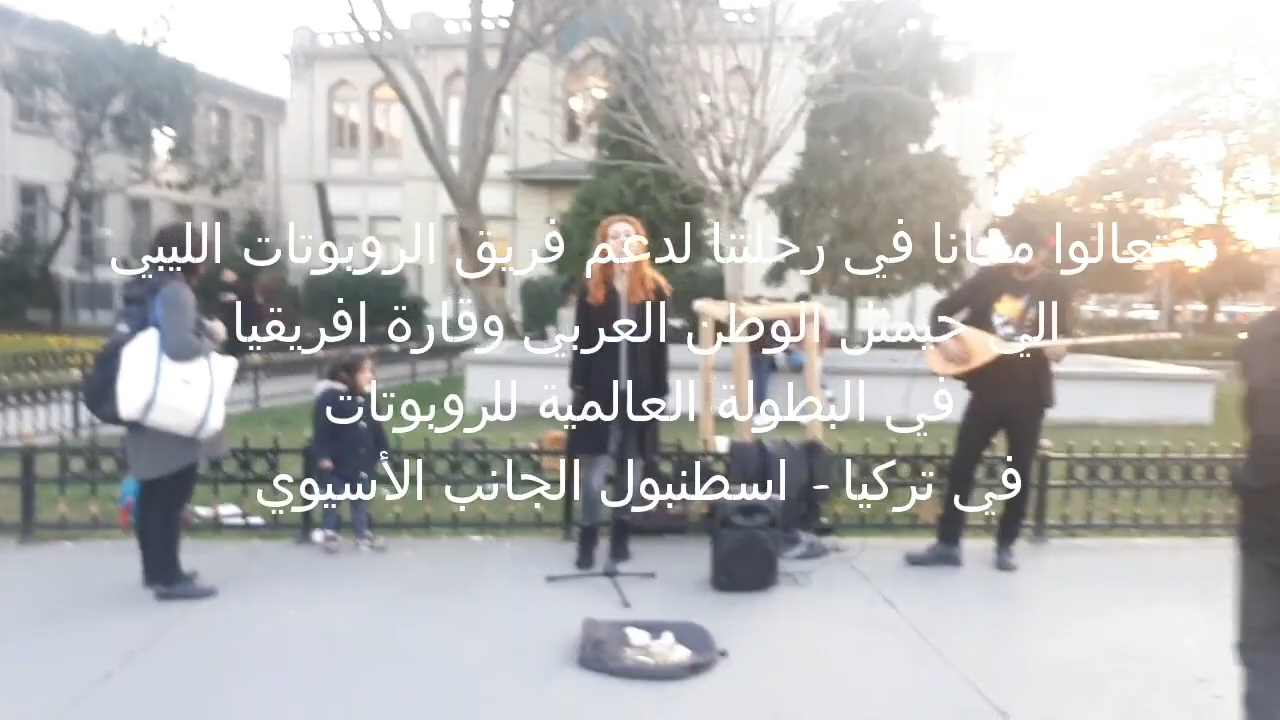 تعالوا معانا في رحلتنا لدعم فريق الروبوتات الليبي
الي حيمثل الوطن العربي وقارة افريقيا
في البطولة العالمية للروبوتات
في تركيا - اسطنبول الجانب الأسيوي